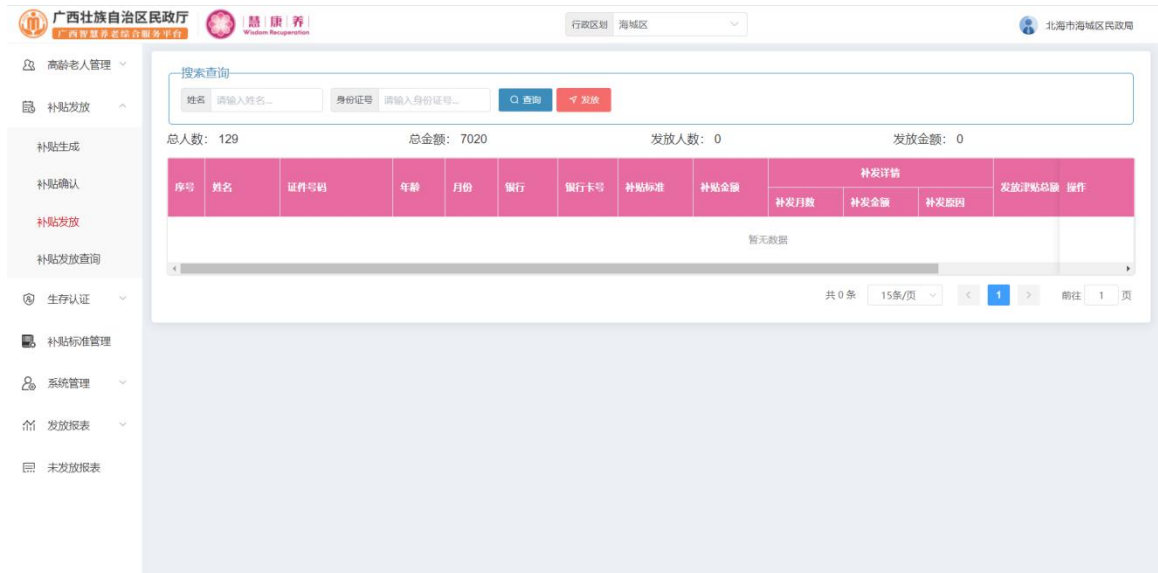 广西壮族自治区民政厅
广西智慧养老综合服务平台
慧康养
Wisdom Recuperation
行政区划 海城区
北海市海城区民政局
高龄老人管理
补贴发放
补贴生成
补贴确认
补贴发放
补贴发放查询
生存认证
补贴标准管理
系统管理
发放报表
未发放报表
搜索查询
姓名 请输入姓名... 身份证号 请输入身份证号... 查询 发放
总人数: 129 总金额: 7020 发放人数: 0 发放金额: 0
序号 姓名 证件号码 年龄 月份 银行 银行卡号 补贴标准 补贴金额 补发详情 发放津贴总额 操作
补发月数 补发金额 补发原因
暂无数据
共 0 条 15条/页 1 前往 1 页